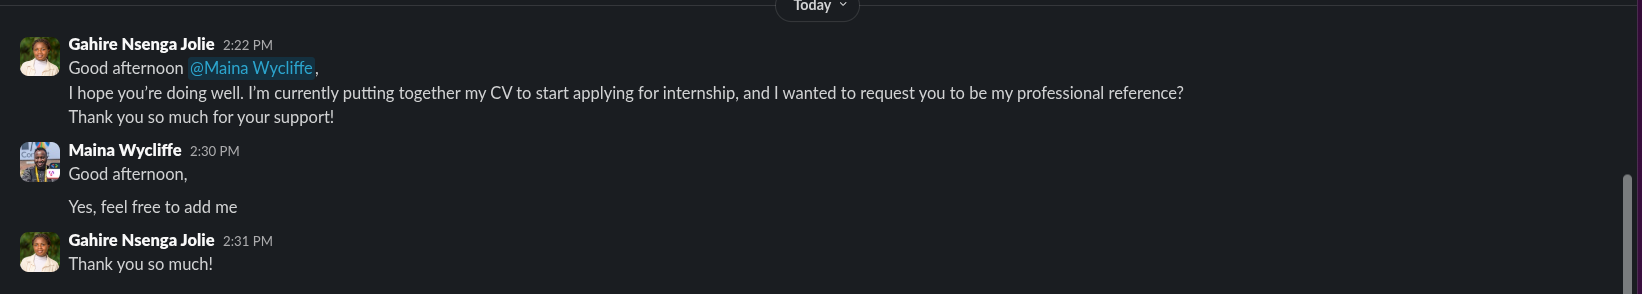 Today
Gahire Nsenga Jolie 2:22 PM
Good afternoon @Maina Wycliffe,
I hope you’re doing well. I’m currently putting together my CV to start applying for internship, and I wanted to request you to be my professional reference?
Thank you so much for your support!
Maina Wycliffe 2:30 PM
Good afternoon,
Yes, feel free to add me
Gahire Nsenga Jolie 2:31 PM
Thank you so much!